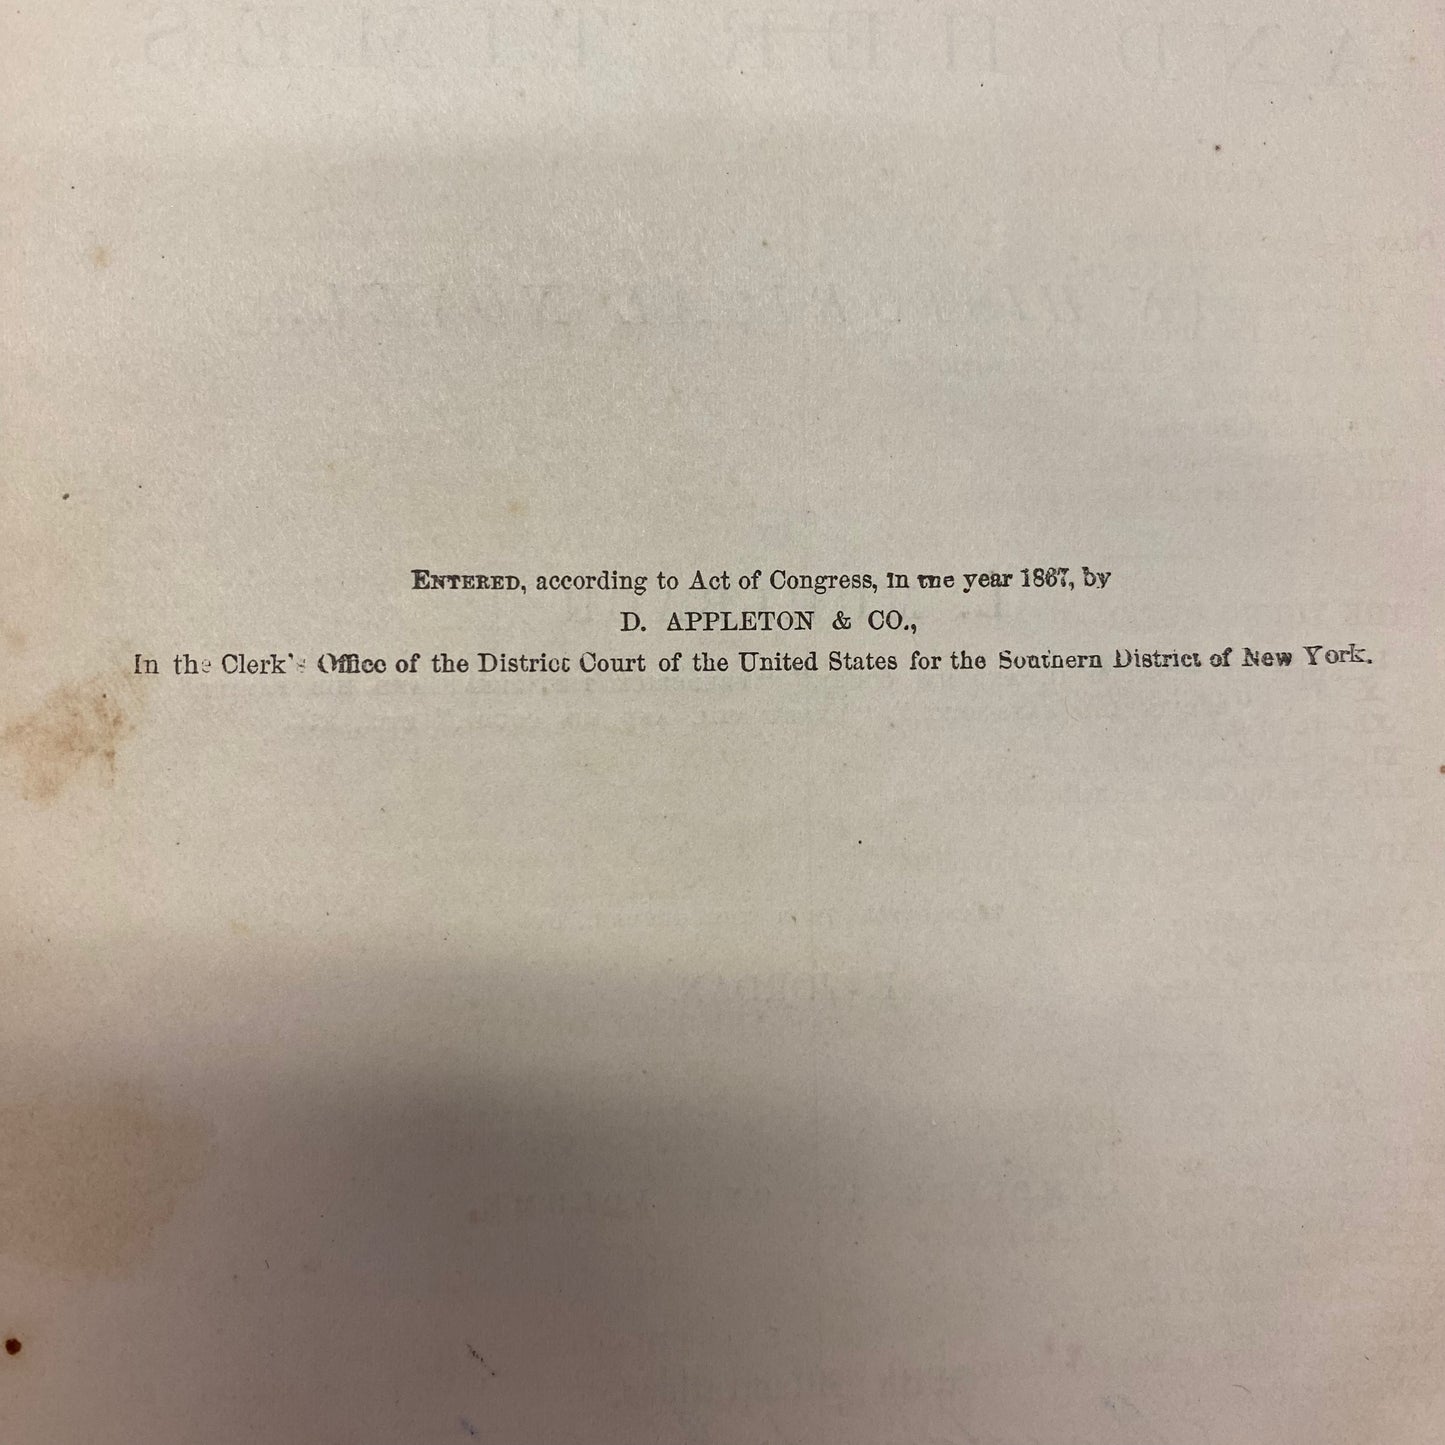 ENTERED, according to Act of Congress, in the year 1867, by
D. APPLETON & CO.,
In the Clerk's Office of the District Court of the United States for the Southern District of New York.